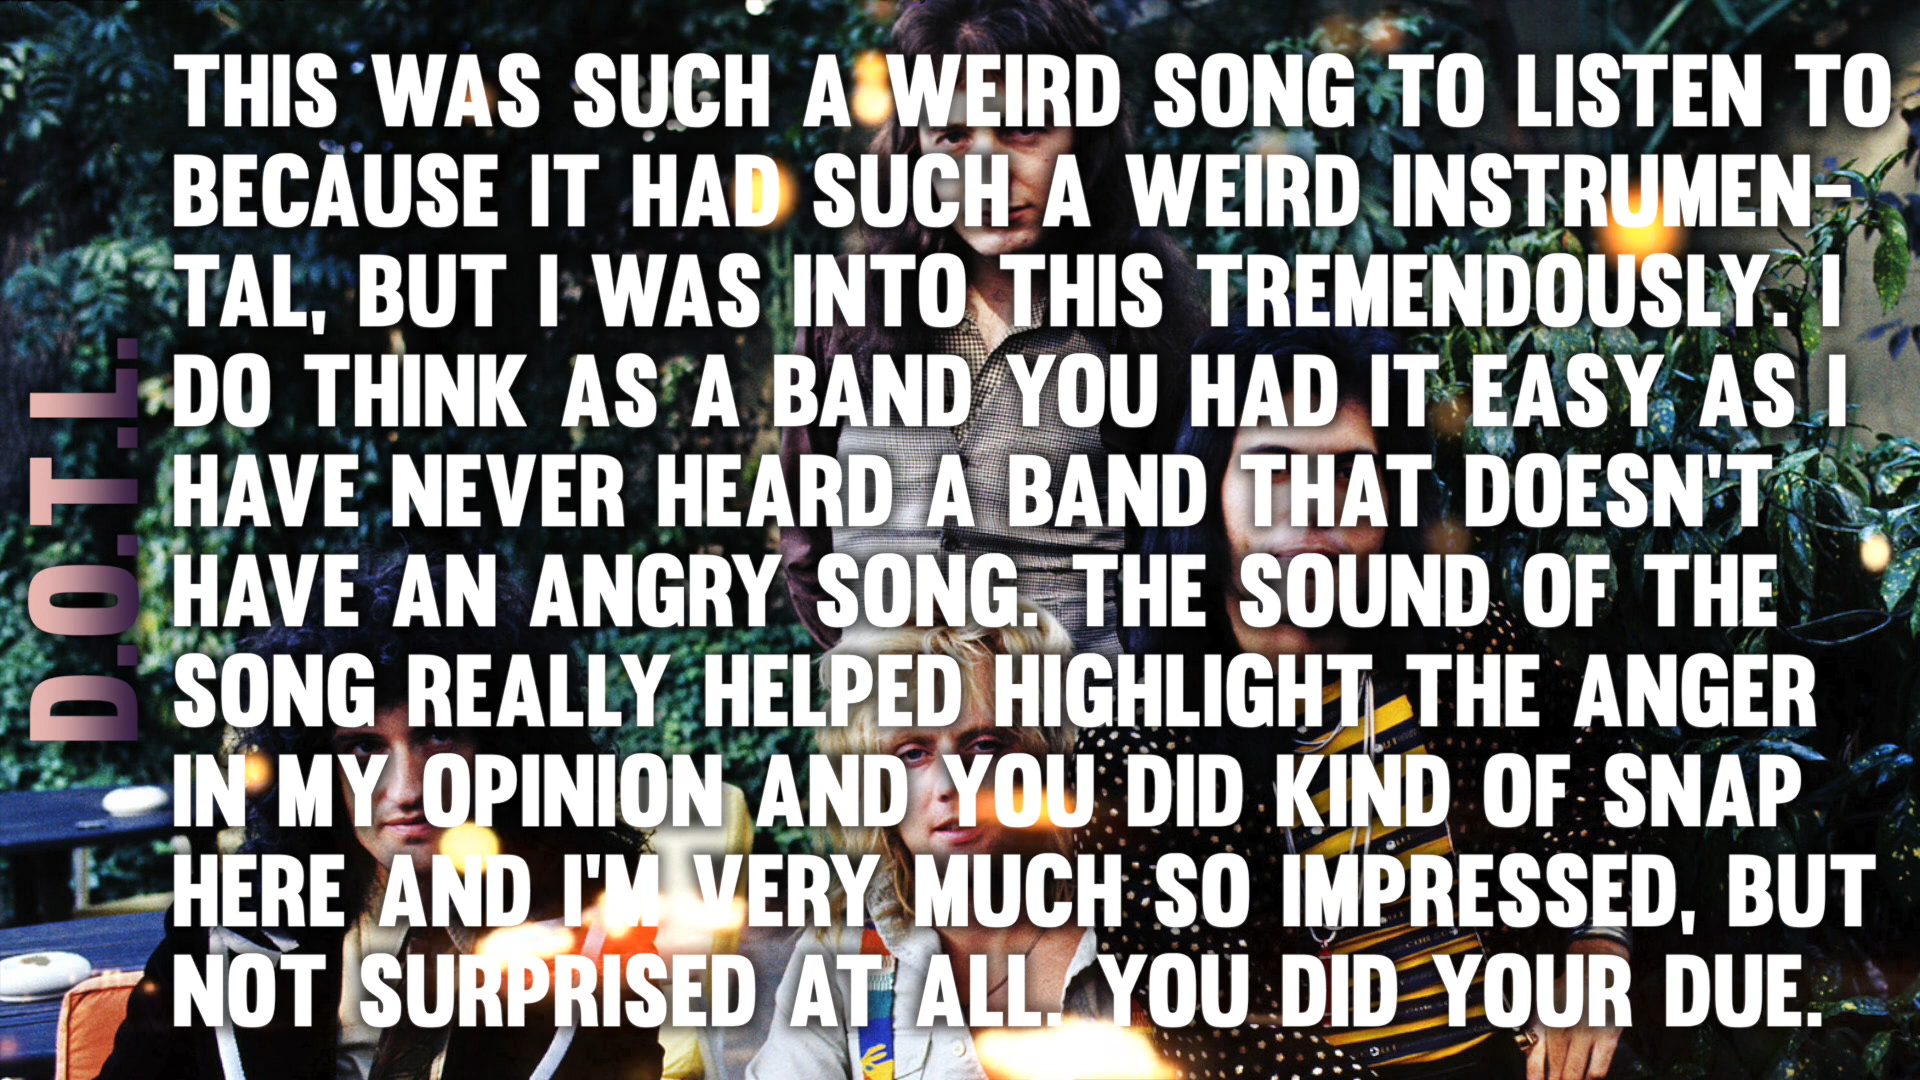 D.O.T.L.
THIS WAS SUCH A WEIRD SONG TO LISTEN TO
BECAUSE IT HAD SUCH A WEIRD INSTRUMEN-
TAL, BUT I WAS INTO THIS TREMENDOUSLY. I
DO THINK AS A BAND YOU HAD IT EASY AS I
HAVE NEVER HEARD A BAND THAT DOESN'T
HAVE AN ANGRY SONG. THE SOUND OF THE
SONG REALLY HELPED HIGHLIGHT THE ANGER
IN MY OPINION AND YOU DID KIND OF SNAP
HERE AND I'M VERY MUCH SO IMPRESSED, BUT
NOT SURPRISED AT ALL. YOU DID YOUR DUE.